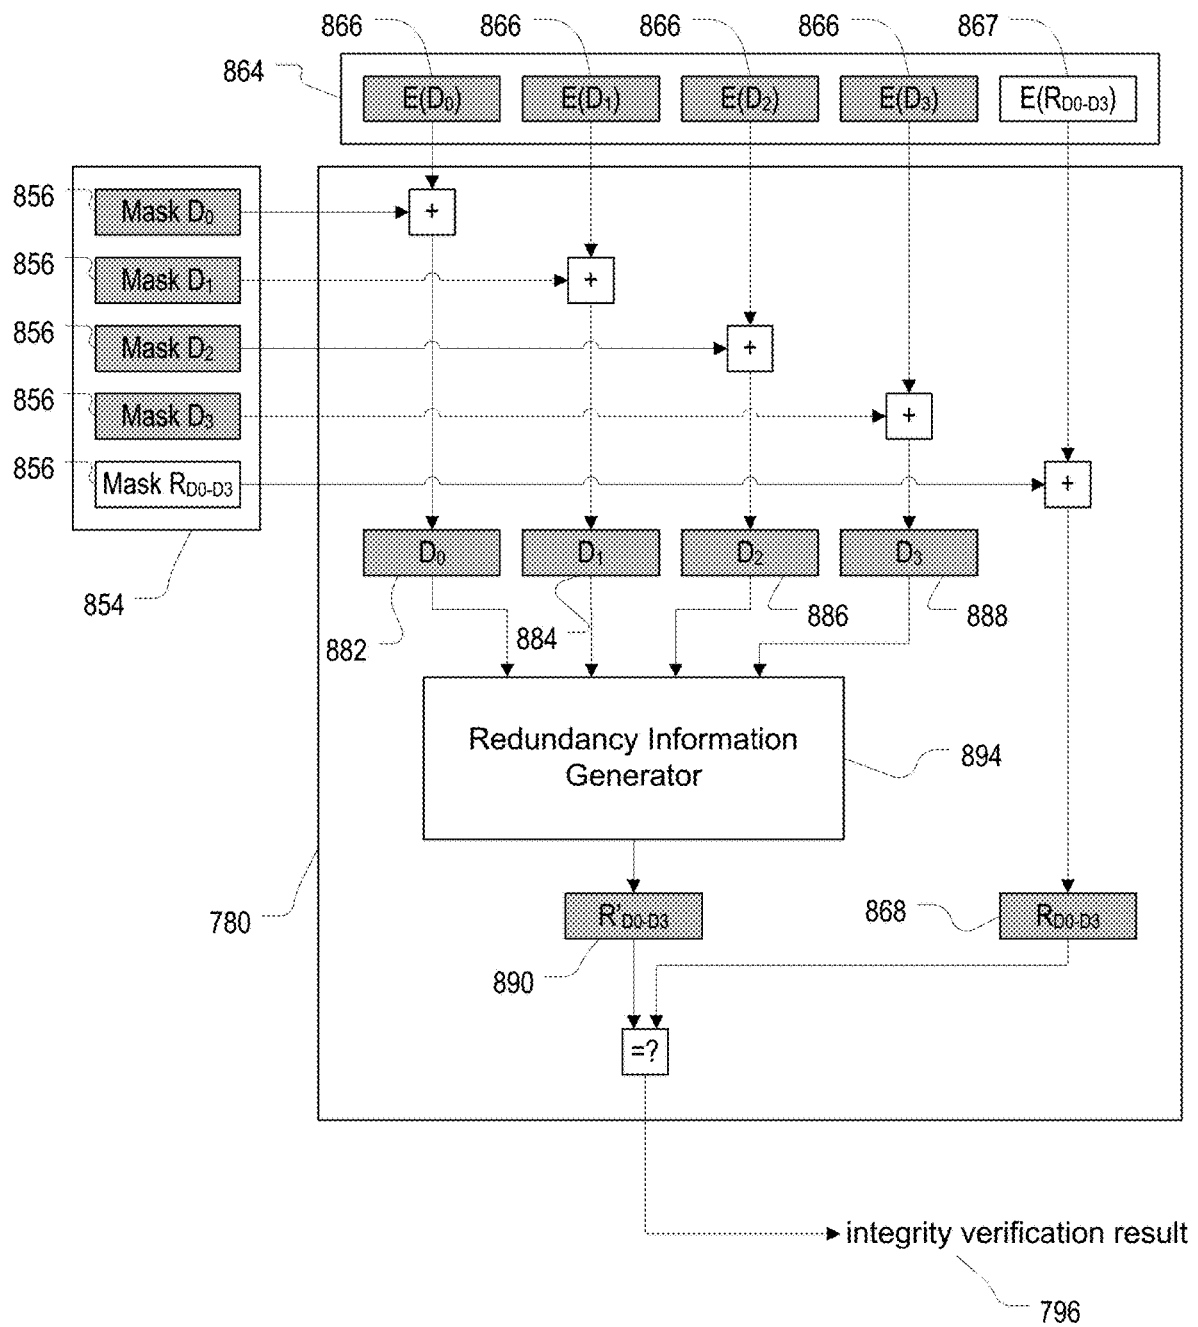 866 866 866 866 867
864
E(D0) E(D1) E(D2) E(D3) E(RD0-D3)
856 Mask D0 +
856 Mask D1 +
856 Mask D2 +
856 Mask D3 +
856 Mask RD0-D3 +
D0 D1 D2 D3
854
882 884 886 888
Redundancy Information
Generator
894
780
R'D0-D3 868 RD0-D3
890
=?
integrity verification result
796